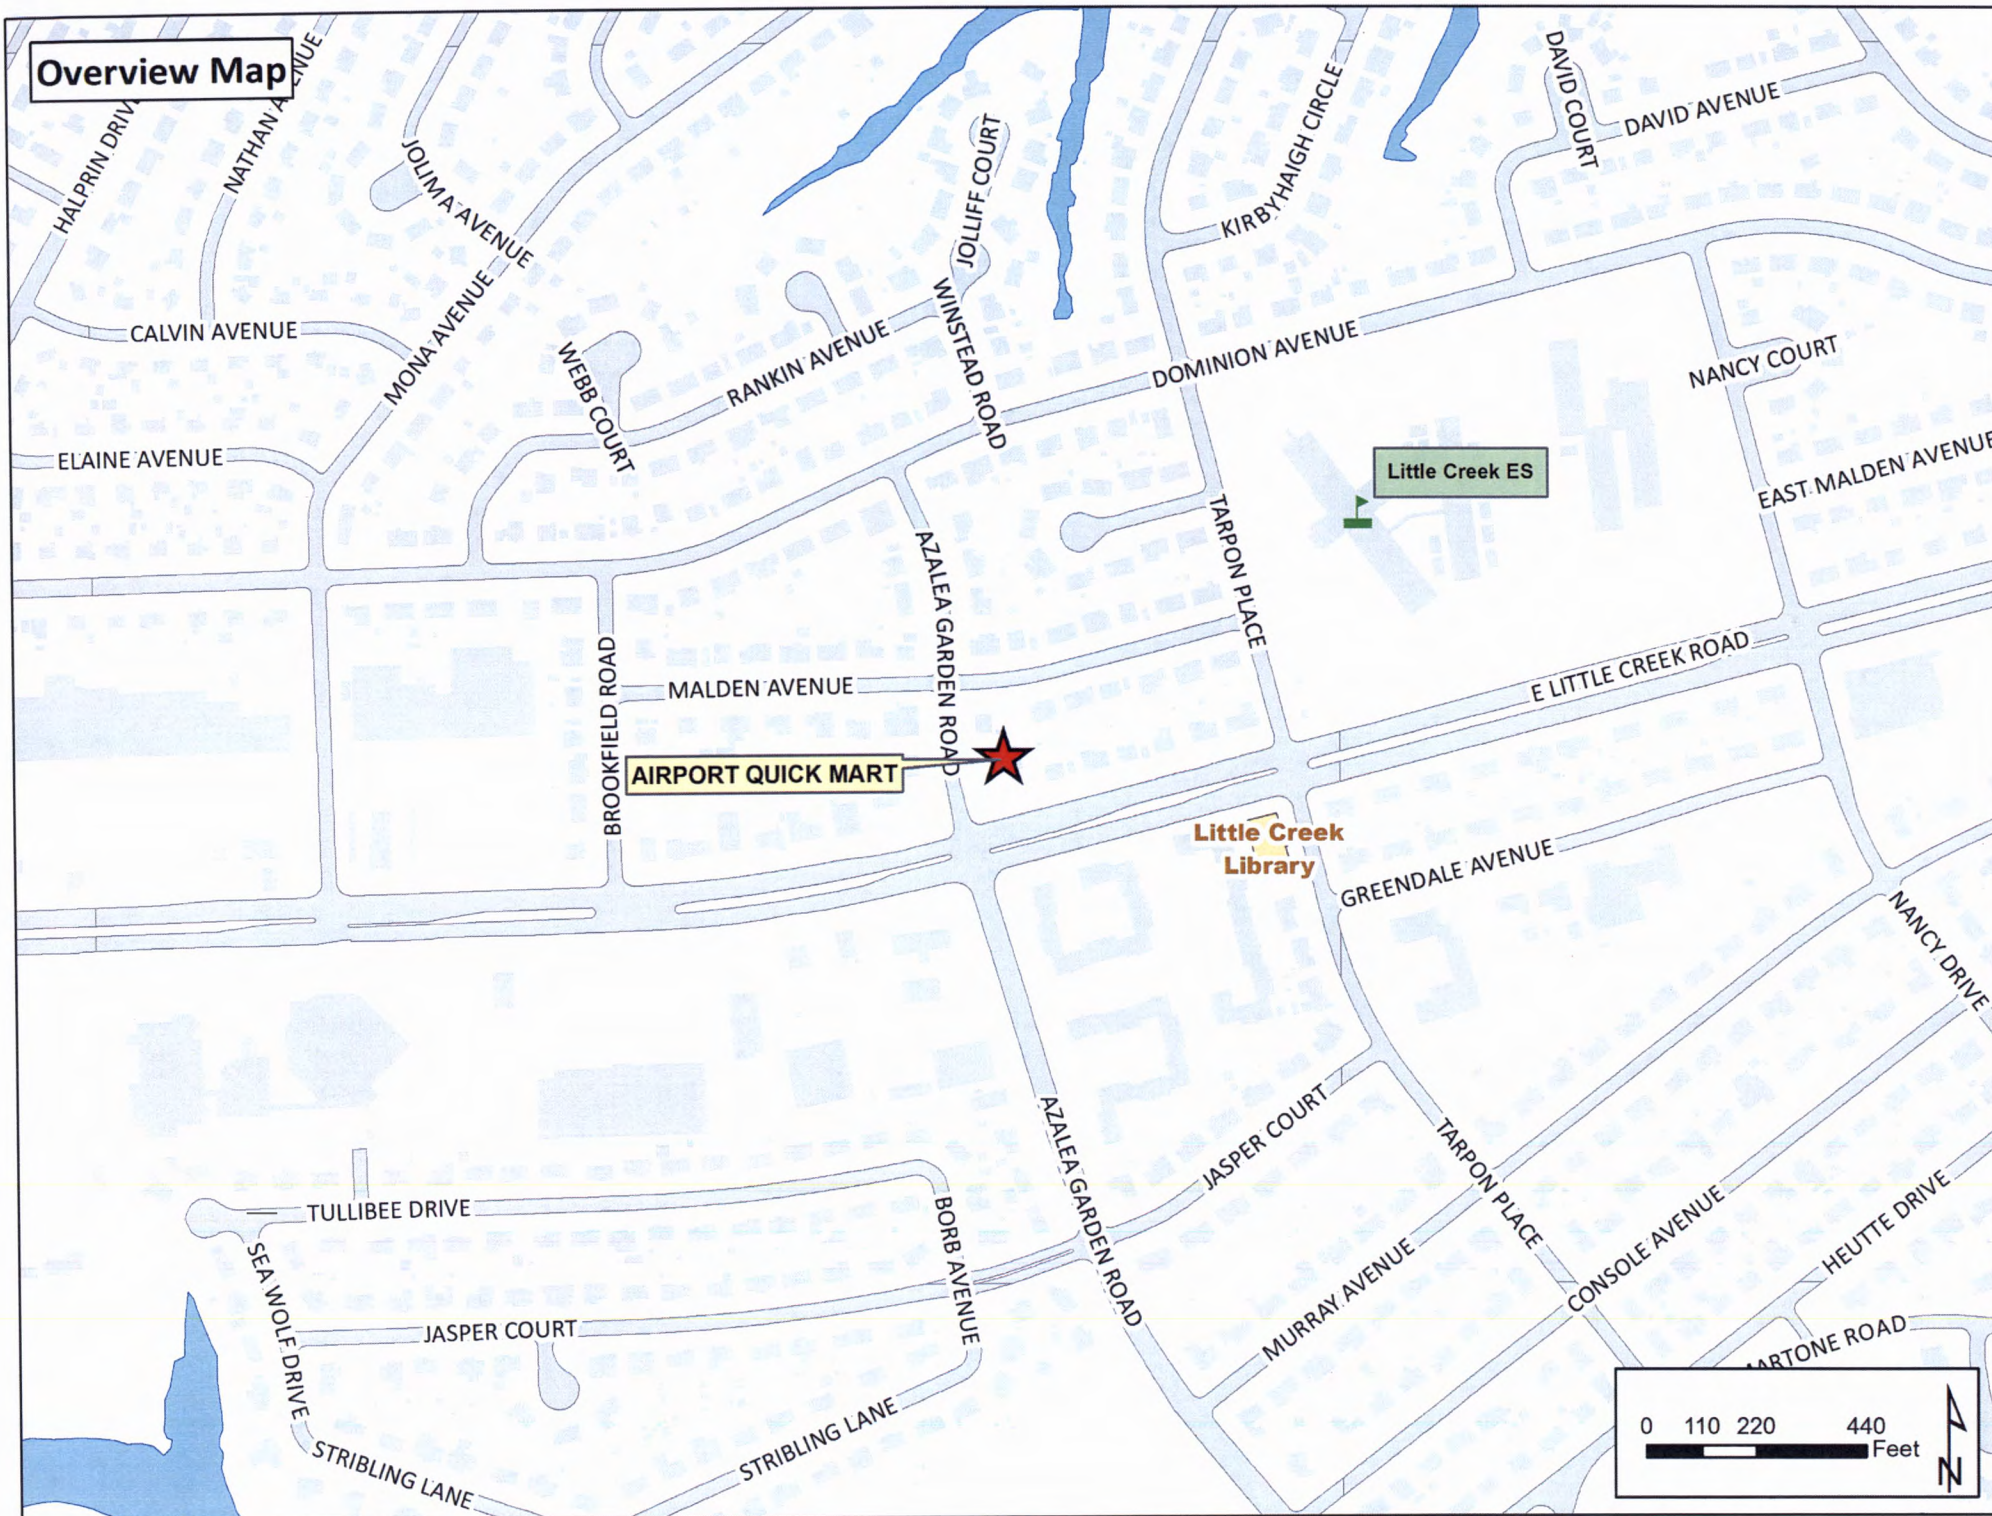 Overview Map
HALPRIN DRIVE
NATHAN AVENUE
JOLIMA AVENUE
DAVID COURT
DAVID AVENUE
KIRBYHAIGH CIRCLE
JOLLIFF COURT
CALVIN AVENUE
MONA AVENUE
WEBB COURT
RANKIN AVENUE
WINSTEAD ROAD
DOMINION AVENUE
NANCY COURT
ELAINE AVENUE
Little Creek ES
EAST MALDEN AVENUE
TARPON PLACE
AZALEA GARDEN ROAD
BROOKFIELD ROAD
MALDEN AVENUE
E LITTLE CREEK ROAD
AIRPORT QUICK MART
Little Creek
Library
GREENDALE AVENUE
NANCY DRIVE
AZALEA GARDEN ROAD
JASPER COURT
TARPON PLACE
TULLIBEE DRIVE
BORB AVENUE
SEA WOLF DRIVE
JASPER COURT
MURRAY AVENUE
CONSOLE AVENUE
HEUTTE DRIVE
ARTONE ROAD
STRIBLING LANE
STRIBLING LANE
0 110 220 440
Feet
N